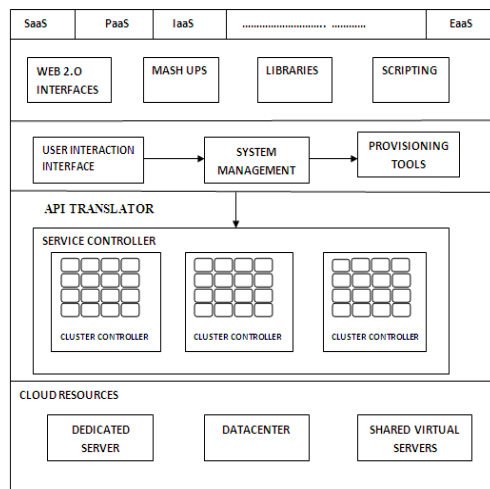 SaaS PaaS IaaS ............................ ............ EaaS
WEB 2.0 INTERFACES
MASH UPS
LIBRARIES
SCRIPTING
USER INTERACTION
INTERFACE
SYSTEM
MANAGEMENT
PROVISIONING
TOOLS
API TRANSLATOR
SERVICE CONTROLLER
CLUSTER CONTROLLER
CLUSTER CONTROLLER
CLUSTER CONTROLLER
CLOUD RESOURCES
DEDICATED
SERVER
DATACENTER
SHARED VIRTUAL
SERVERS